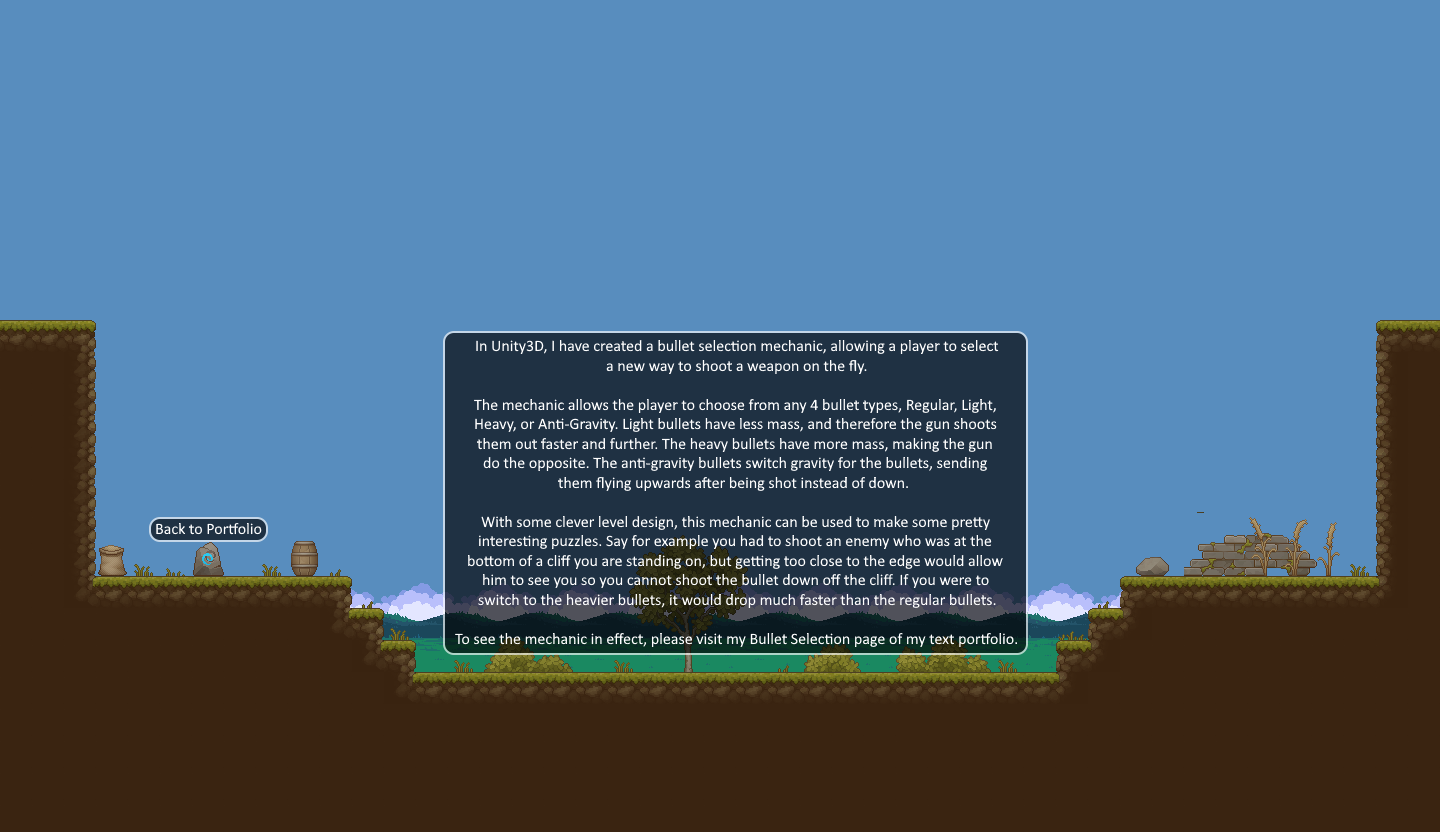 In Unity3D, I have created a bullet selection mechanic, allowing a player to select
a new way to shoot a weapon on the fly.
The mechanic allows the player to choose from any 4 bullet types, Regular, Light,
Heavy, or Anti-Gravity. Light bullets have less mass, and therefore the gun shoots
them out faster and further. The heavy bullets have more mass, making the gun
do the opposite. The anti-gravity bullets switch gravity for the bullets, sending
them flying upwards after being shot instead of down.
With some clever level design, this mechanic can be used to make some pretty
interesting puzzles. Say for example you had to shoot an enemy who was at the
bottom of a cliff you are standing on, but getting too close to the edge would allow
him to see you so you cannot shoot the bullet down off the cliff. If you were to
switch to the heavier bullets, it would drop much faster than the regular bullets.
To see the mechanic in effect, please visit my Bullet Selection page of my text portfolio.
Back to Portfolio